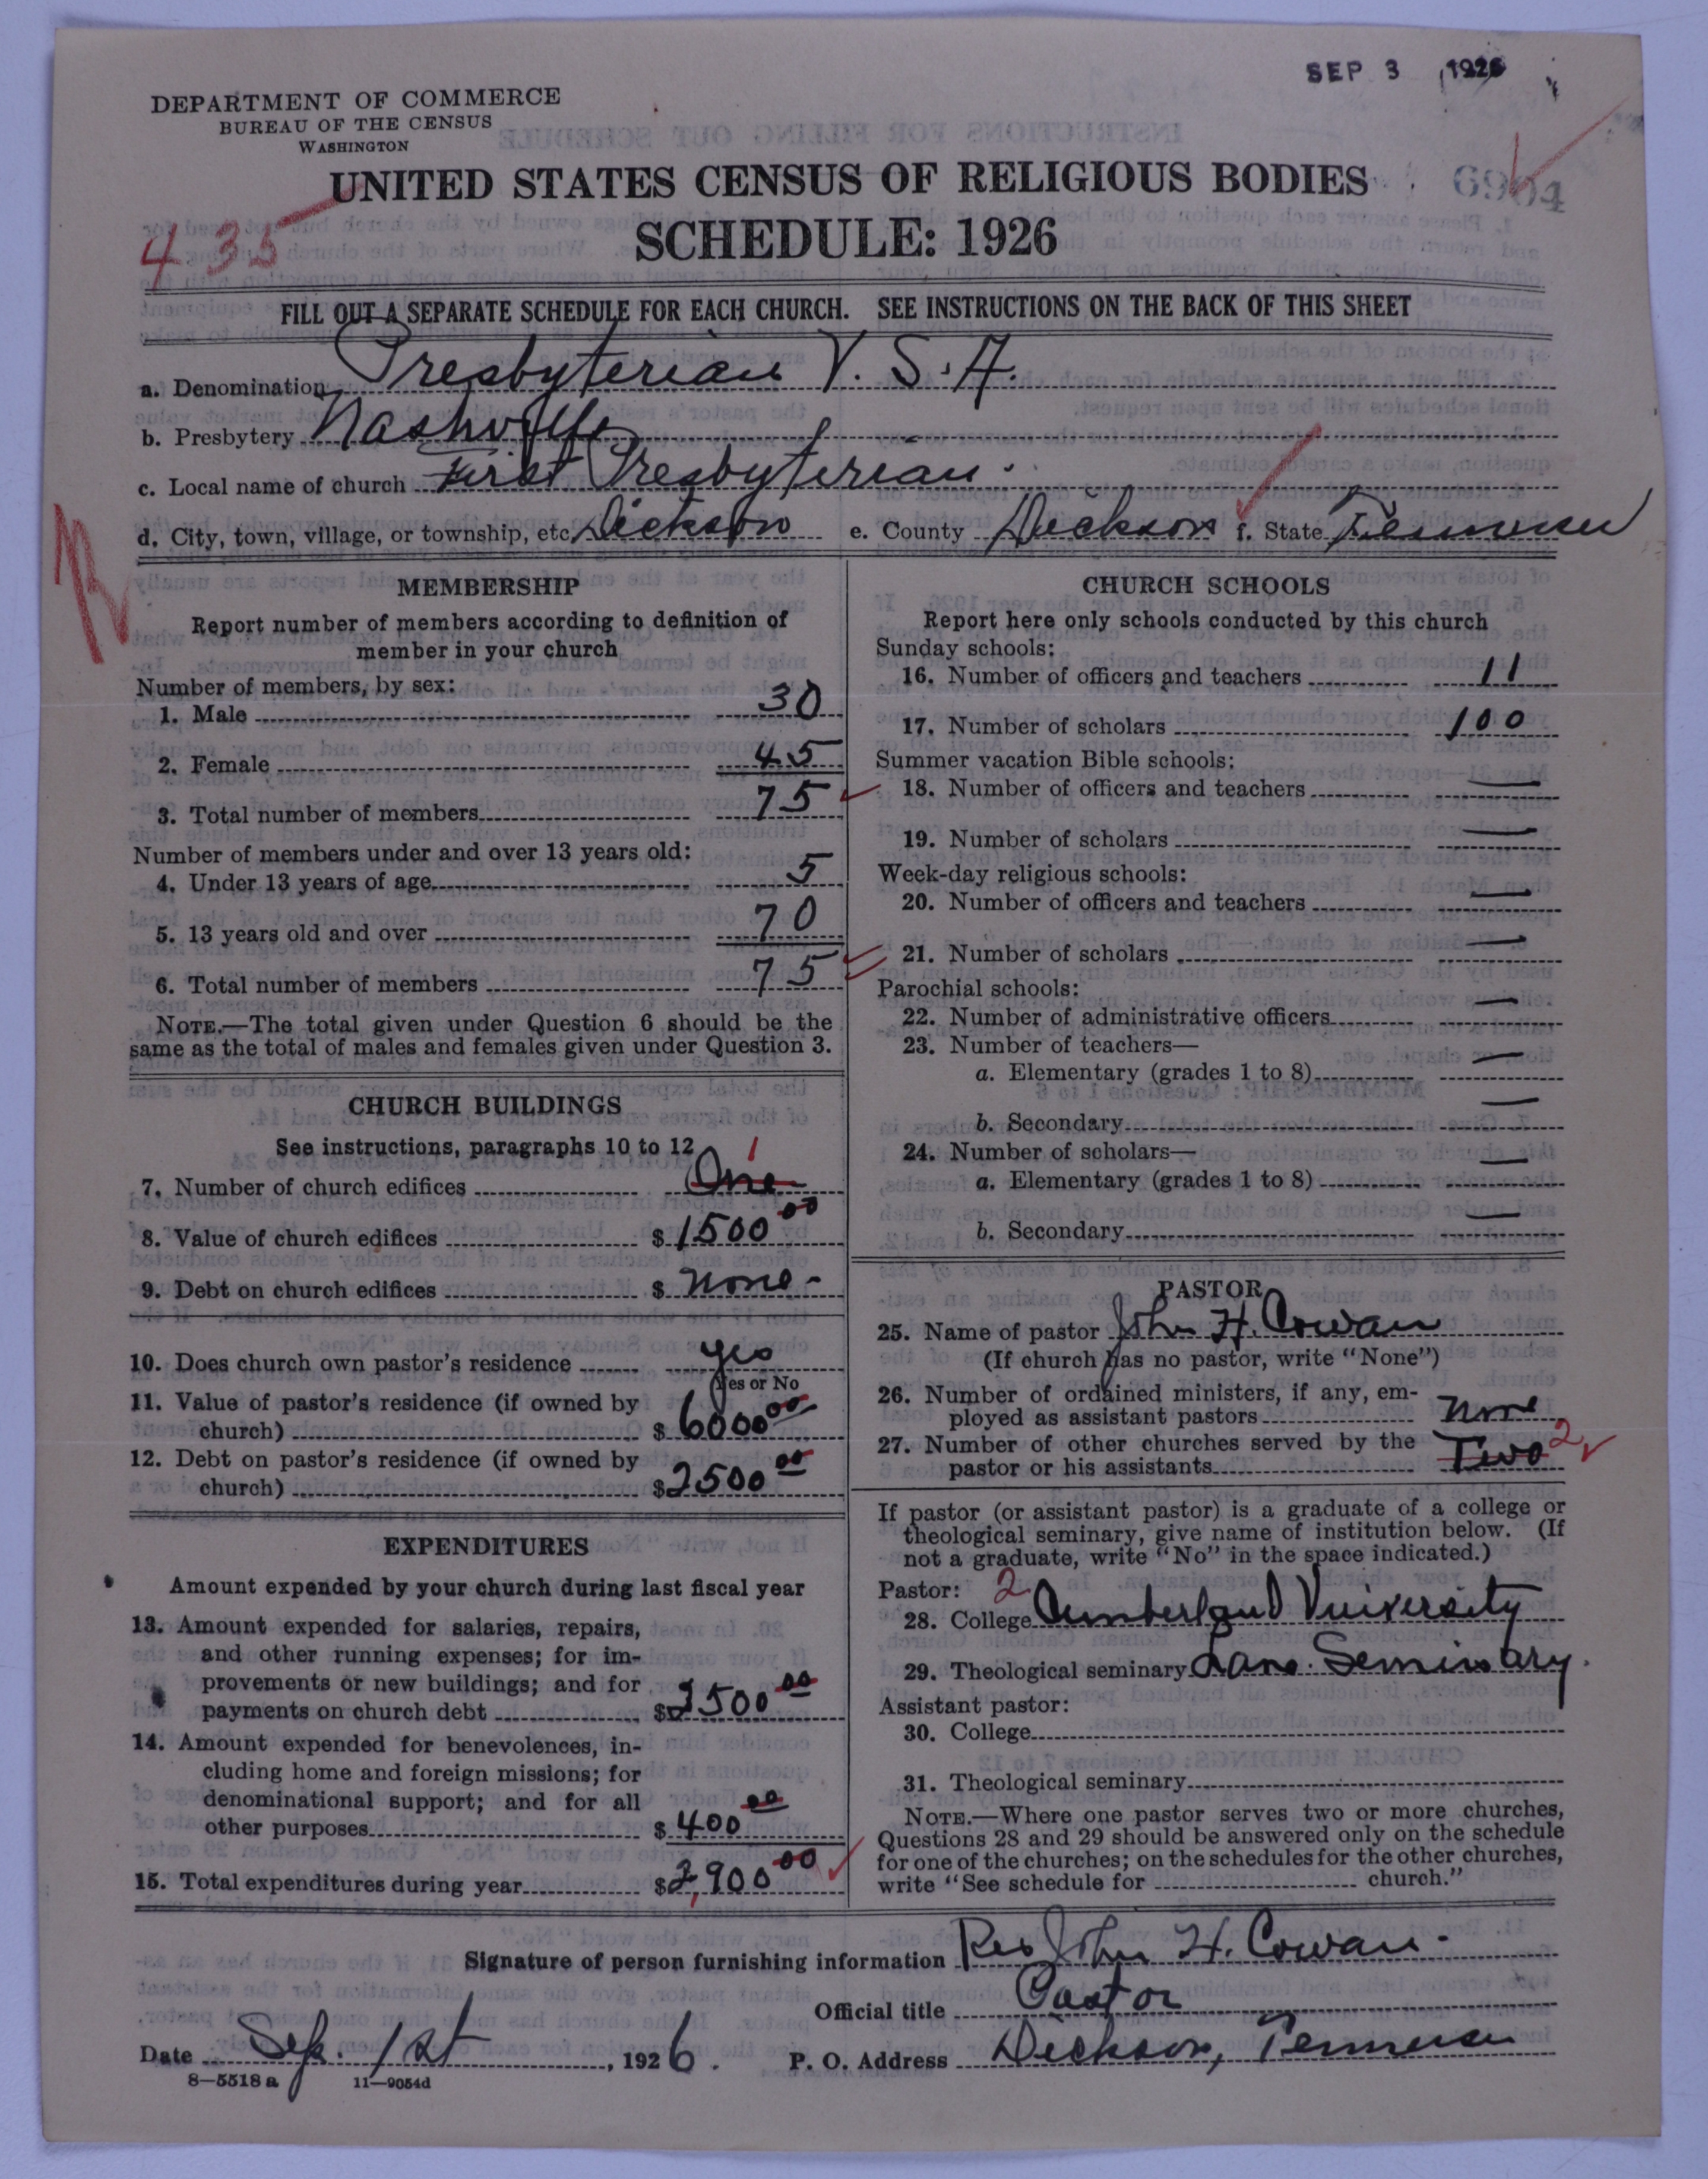 SEP 3 1926
DEPARTMENT OF COMMERCE
BUREAU OF THE CENSUS
WASHINGTON
UNITED STATES CENSUS OF RELIGIOUS BODIES
SCHEDULE: 1926
435
FILL OUT A SEPARATE SCHEDULE FOR EACH CHURCH. SEE INSTRUCTIONS ON THE BACK OF THIS SHEET
a. Denomination Presbyterian U.S.A.
b. Presbytery Nashville
c. Local name of church First Presbyterian.
d. City, town, village, or township, etc. Dickson e. County Dickson f. State Tennessee
MEMBERSHIP
Report number of members according to definition of
member in your church
Number of members, by sex:
1. Male 30
2. Female 45
3. Total number of members 75
Number of members under and over 13 years old:
4. Under 13 years of age 5
5. 13 years old and over 70
6. Total number of members 75
NOTE.—The total given under Question 6 should be the
same as the total of males and females given under Question 3.
CHURCH BUILDINGS
See instructions, paragraphs 10 to 12
7. Number of church edifices One 1
8. Value of church edifices $1500 00
9. Debt on church edifices $ none-
10. Does church own pastor's residence yes
(Yes or No
11. Value of pastor's residence (if owned by
church) $ 6000 00
12. Debt on pastor's residence (if owned by
church) $2500 00
EXPENDITURES
Amount expended by your church during last fiscal year
13. Amount expended for salaries, repairs,
and other running expenses; for im-
provements or new buildings; and for
payments on church debt $2500 00
14. Amount expended for benevolences, in-
cluding home and foreign missions; for
denominational support; and for all
other purposes $ 400 00
15. Total expenditures during year $2,900 00
CHURCH SCHOOLS
Report here only schools conducted by this church
Sunday schools:
16. Number of officers and teachers 11
17. Number of scholars 100
Summer vacation Bible schools:
18. Number of officers and teachers —
19. Number of scholars —
Week-day religious schools:
20. Number of officers and teachers —
21. Number of scholars —
Parochial schools:
22. Number of administrative officers —
23. Number of teachers—
a. Elementary (grades 1 to 8) —
b. Secondary —
24. Number of scholars—
a. Elementary (grades 1 to 8) —
b. Secondary —
PASTOR
25. Name of pastor John H. Cowan
(If church has no pastor, write "None")
26. Number of ordained ministers, if any, em-
ployed as assistant pastors none
27. Number of other churches served by the
pastor or his assistants Two 2
If pastor (or assistant pastor) is a graduate of a college or
theological seminary, give name of institution below. (If
not a graduate, write "No" in the space indicated.)
Pastor: 2
28. College Cumberland University
29. Theological seminary Lane Seminary.
Assistant pastor:
30. College
31. Theological seminary
NOTE.—Where one pastor serves two or more churches,
Questions 28 and 29 should be answered only on the schedule
for one of the churches; on the schedules for the other churches,
write "See schedule for church."
Signature of person furnishing information Rev John H. Cowan.
Official title Pastor
Date Sep. 1st, 1926. P. O. Address Dickson, Tennessee
8—5518 a 11—9054d